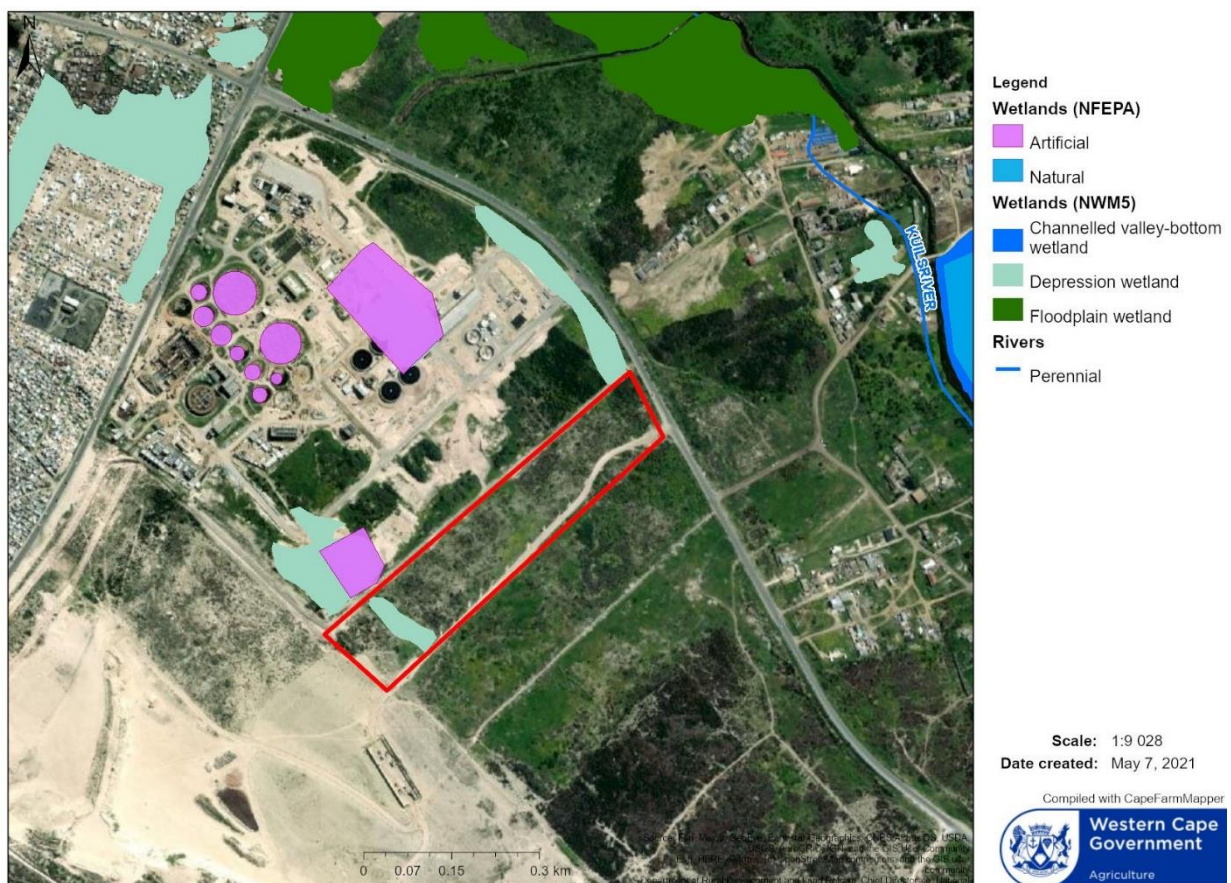 N
KUILSRIVER
0 0.07 0.15 0.3 km
Legend
Wetlands (NFEPA)
Artificial
Natural
Wetlands (NWM5)
Channelled valley-bottom
wetland
Depression wetland
Floodplain wetland
Rivers
Perennial
Scale: 1:9 028
Date created: May 7, 2021
Compiled with CapeFarmMapper
Western Cape
Government
Agriculture